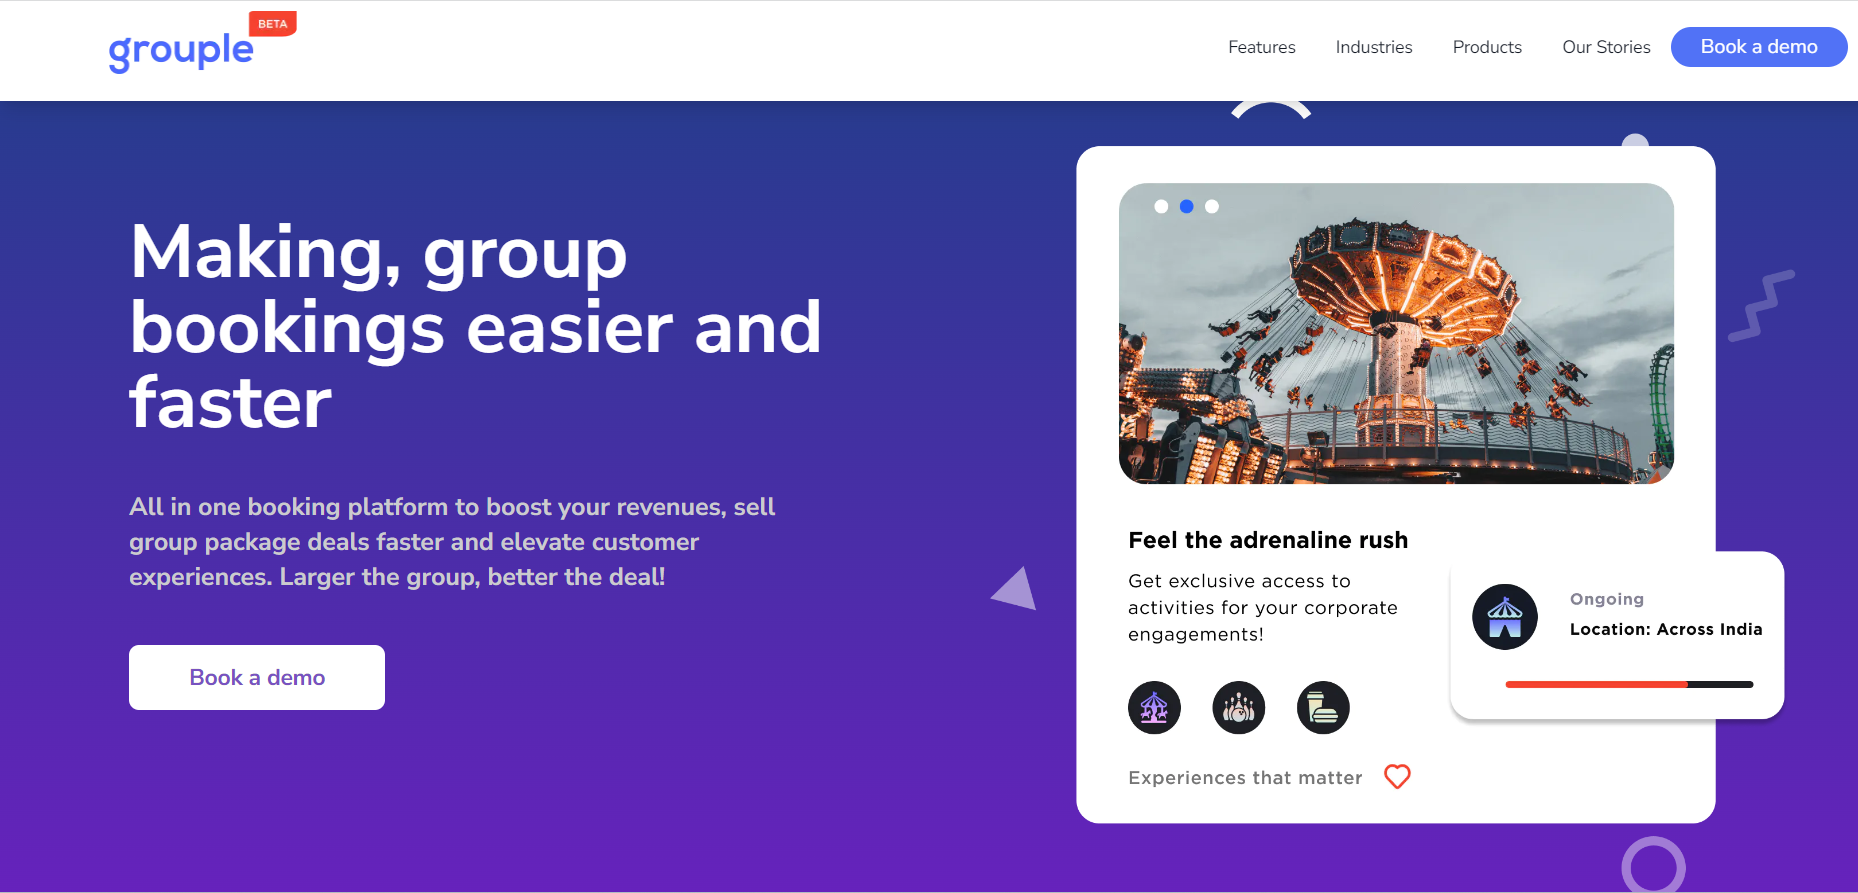 grouple
BETA
Features
Industries
Products
Our Stories
Book a demo
Making, group
bookings easier and
faster
All in one booking platform to boost your revenues, sell
group package deals faster and elevate customer
experiences. Larger the group, better the deal!
Book a demo
Feel the adrenaline rush
Get exclusive access to
activities for your corporate
engagements!
Experiences that matter
Ongoing
Location: Across India